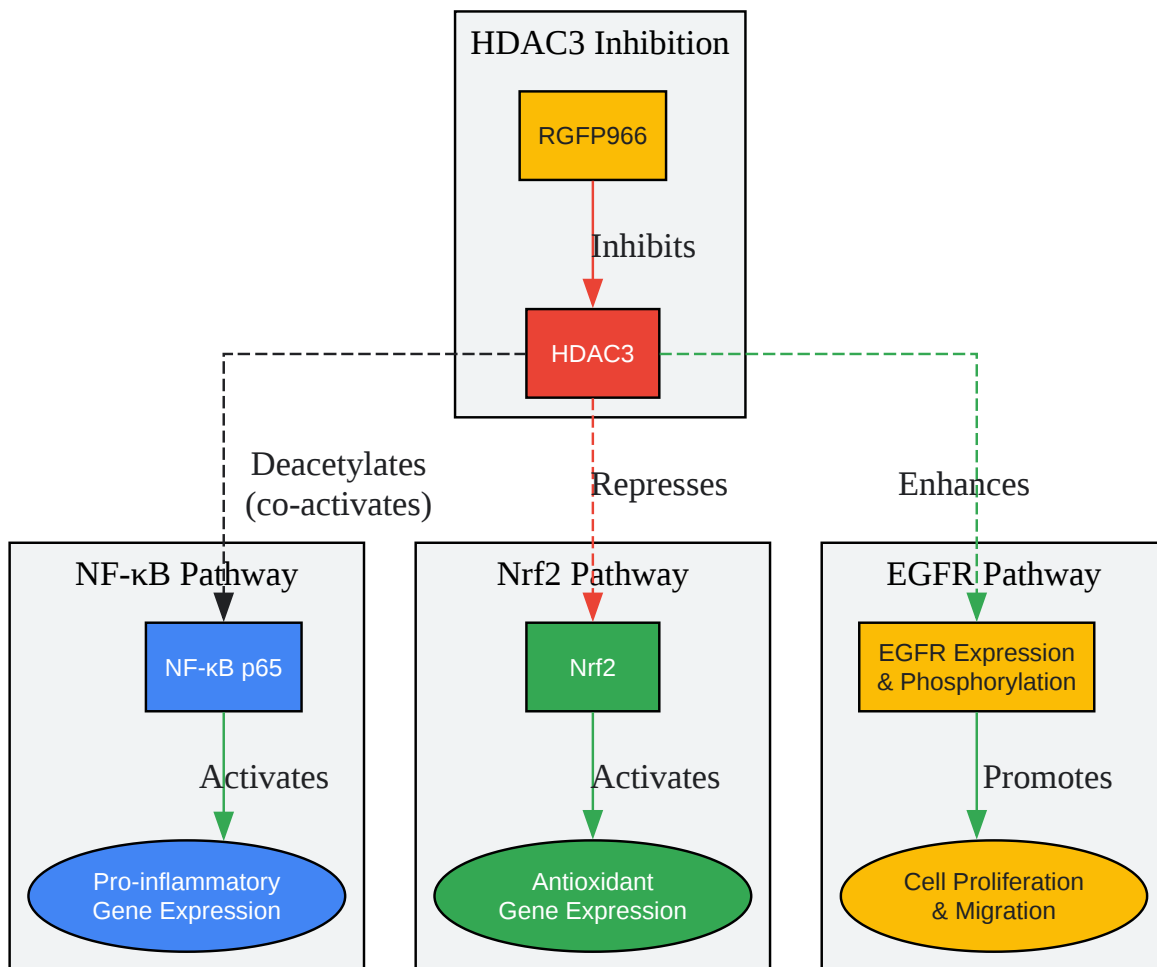 HDAC3 Inhibition
RGFP966
Inhibits
HDAC3
Deacetylates
(co-activates)
Represses
Enhances
NF-κB Pathway
Nrf2 Pathway
EGFR Pathway
NF-κB p65
Nrf2
EGFR Expression
& Phosphorylation
Activates
Activates
Promotes
Pro-inflammatory
Gene Expression
Antioxidant
Gene Expression
Cell Proliferation
& Migration